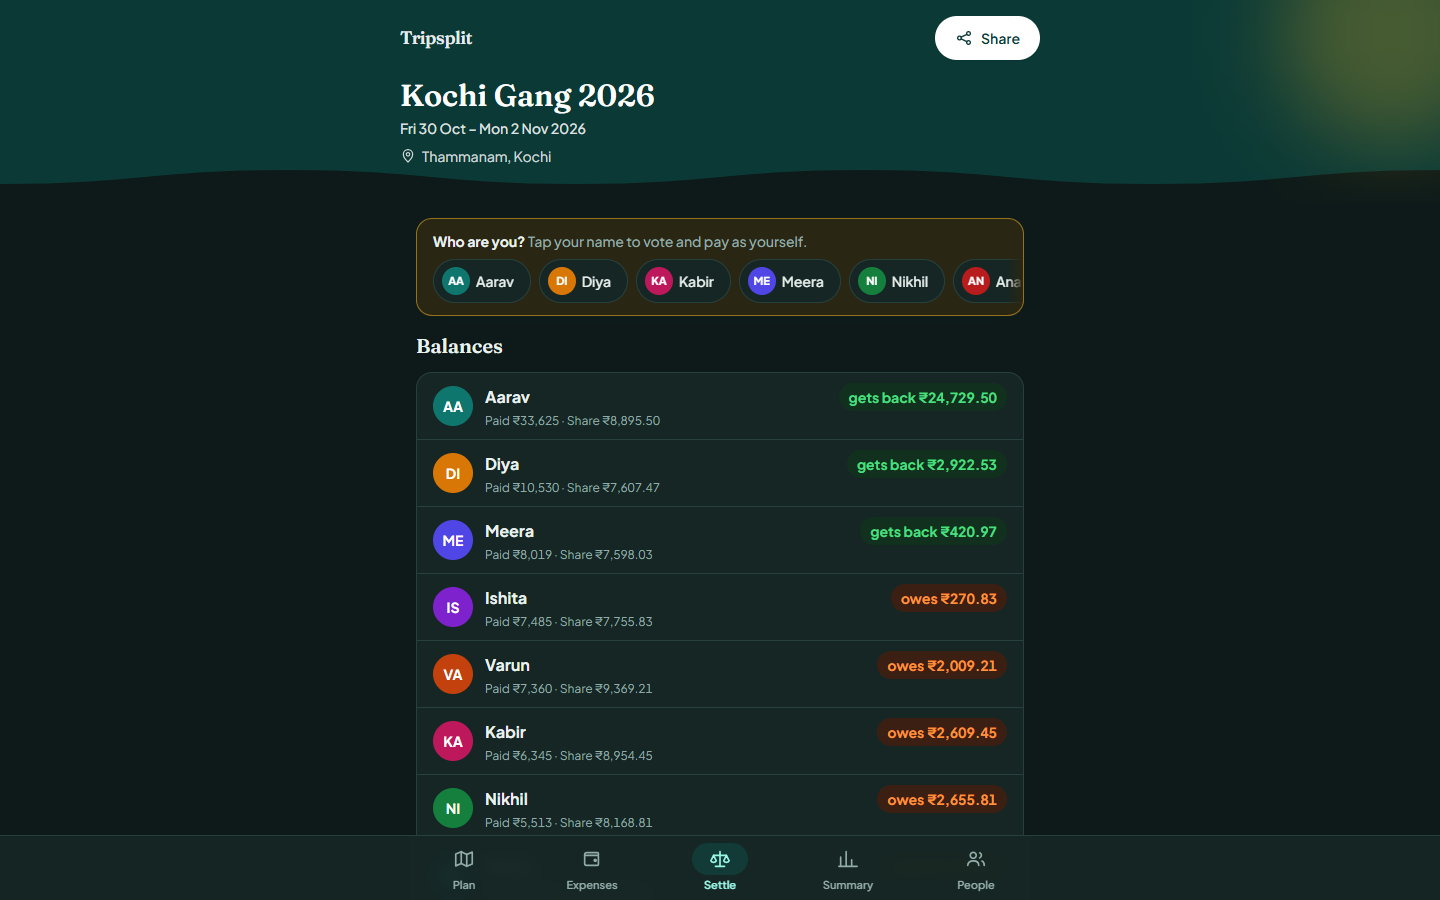 Tripsplit
Share
Kochi Gang 2026
Fri 30 Oct – Mon 2 Nov 2026
Thammanam, Kochi
Who are you? Tap your name to vote and pay as yourself.
AA Aarav DI Diya KA Kabir ME Meera NI Nikhil AN Ana
Balances
AA Aarav gets back ₹24,729.50
Paid ₹33,625 · Share ₹8,895.50
DI Diya gets back ₹2,922.53
Paid ₹10,530 · Share ₹7,607.47
ME Meera gets back ₹420.97
Paid ₹8,019 · Share ₹7,598.03
IS Ishita owes ₹270.83
Paid ₹7,485 · Share ₹7,755.83
VA Varun owes ₹2,009.21
Paid ₹7,360 · Share ₹9,369.21
KA Kabir owes ₹2,609.45
Paid ₹6,345 · Share ₹8,954.45
NI Nikhil owes ₹2,655.81
Paid ₹5,513 · Share ₹8,168.81
Plan Expenses Settle Summary People